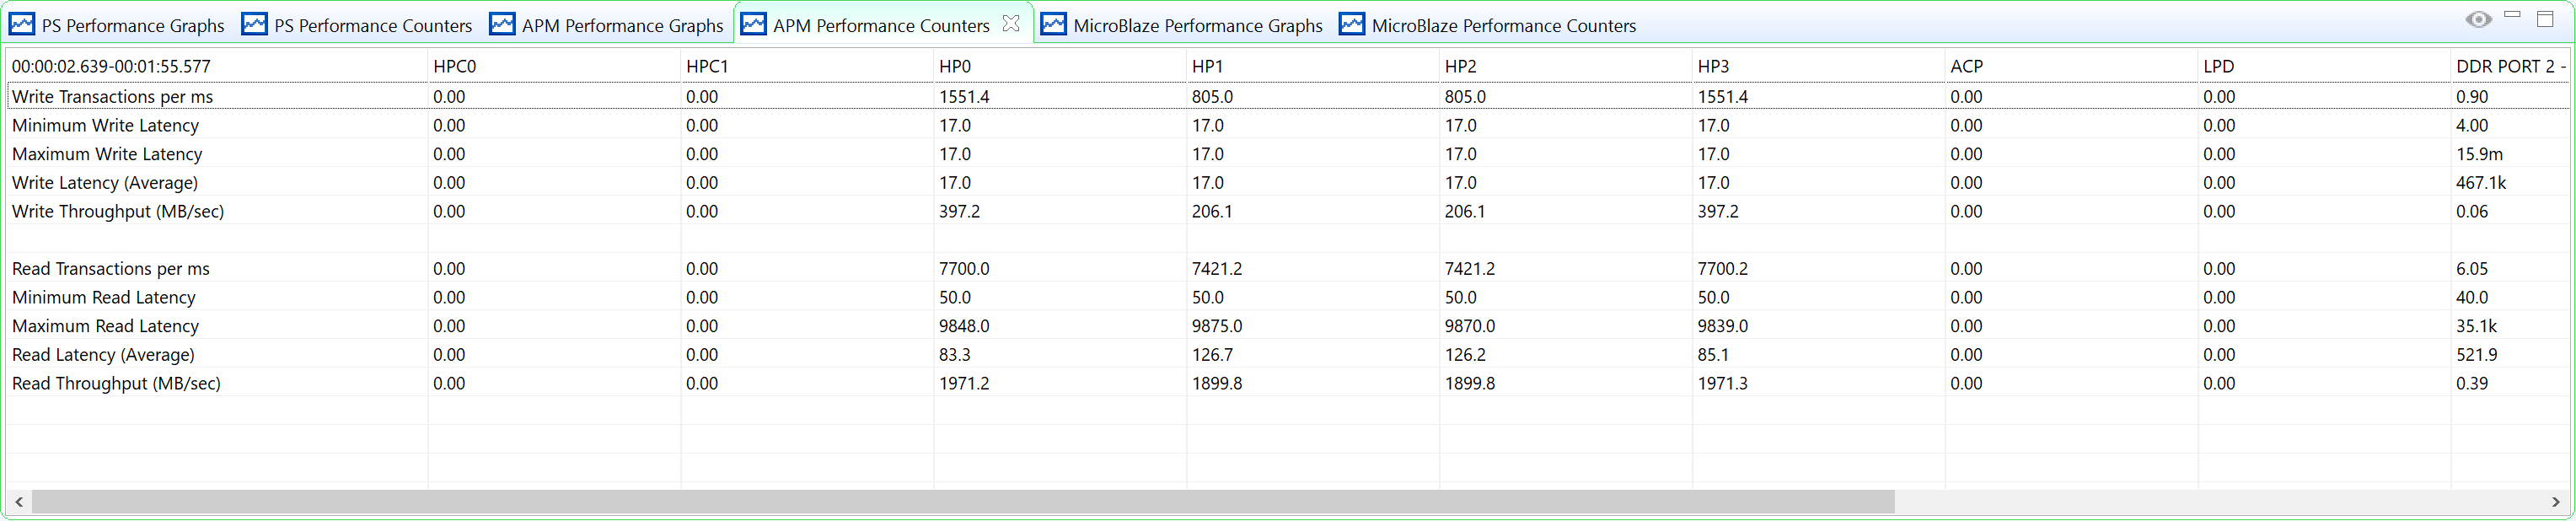 PS Performance Graphs PS Performance Counters APM Performance Graphs APM Performance Counters MicroBlaze Performance Graphs MicroBlaze Performance Counters
00:00:02.639-00:01:55.577 HPC0 HPC1 HP0 HP1 HP2 HP3 ACP LPD DDR PORT 2 -
Write Transactions per ms 0.00 0.00 1551.4 805.0 805.0 1551.4 0.00 0.00 0.90
Minimum Write Latency 0.00 0.00 17.0 17.0 17.0 17.0 0.00 0.00 4.00
Maximum Write Latency 0.00 0.00 17.0 17.0 17.0 17.0 0.00 0.00 15.9m
Write Latency (Average) 0.00 0.00 17.0 17.0 17.0 17.0 0.00 0.00 467.1k
Write Throughput (MB/sec) 0.00 0.00 397.2 206.1 206.1 397.2 0.00 0.00 0.06
Read Transactions per ms 0.00 0.00 7700.0 7421.2 7421.2 7700.2 0.00 0.00 6.05
Minimum Read Latency 0.00 0.00 50.0 50.0 50.0 50.0 0.00 0.00 40.0
Maximum Read Latency 0.00 0.00 9848.0 9875.0 9870.0 9839.0 0.00 0.00 35.1k
Read Latency (Average) 0.00 0.00 83.3 126.7 126.2 85.1 0.00 0.00 521.9
Read Throughput (MB/sec) 0.00 0.00 1971.2 1899.8 1899.8 1971.3 0.00 0.00 0.39